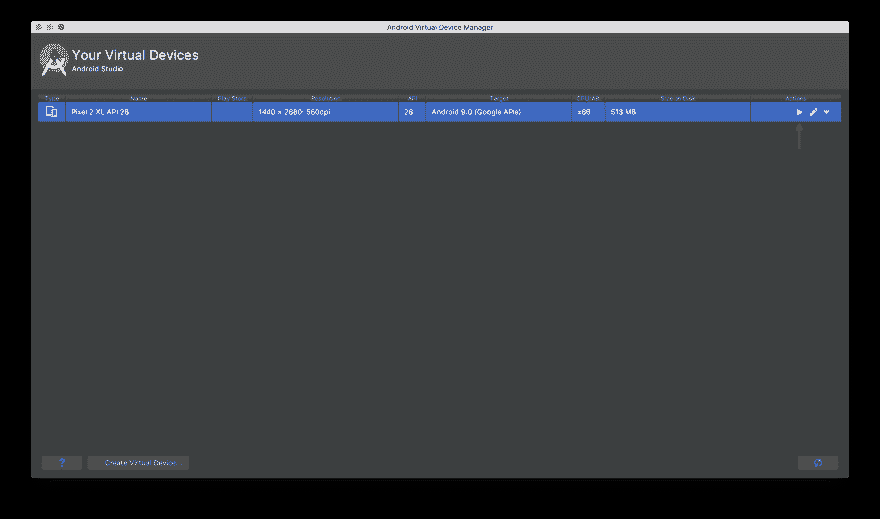 Android Virtual Device Manager
Your Virtual Devices
Android Studio
Type Name Play Store Resolution API Target CPU/ABI Size on Disk Actions
Pixel 2 XL API 28 1440 × 2880: 560dpi 28 Android 9.0 (Google APIs) x86 513 MB
? Create Virtual Device...